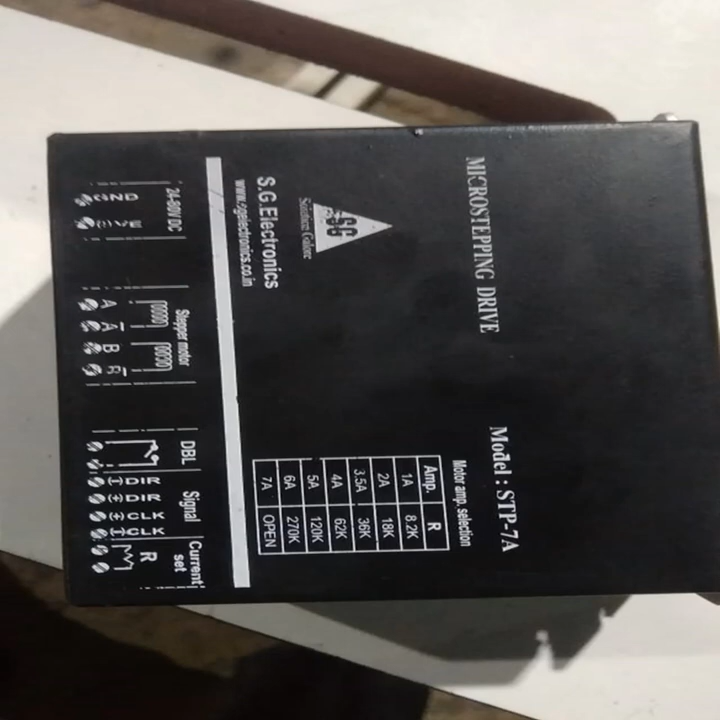 MICROSTEPPING DRIVE
Model : STP-7A
Motor amp. selection
Amp. R
1A 8.2K
2A 18K
3.5A 36K
4A 62K
5A 120K
6A 270K
7A OPEN
SG
S.G.Electronics
www.sgelectronics.co.in
24-80V DC
GND
(+)VE
Stepper motor
A
A̅
B
B̅
DBL
Signal
(-)DIR
(+)DIR
(+)CLK
(-)CLK
Current set
R